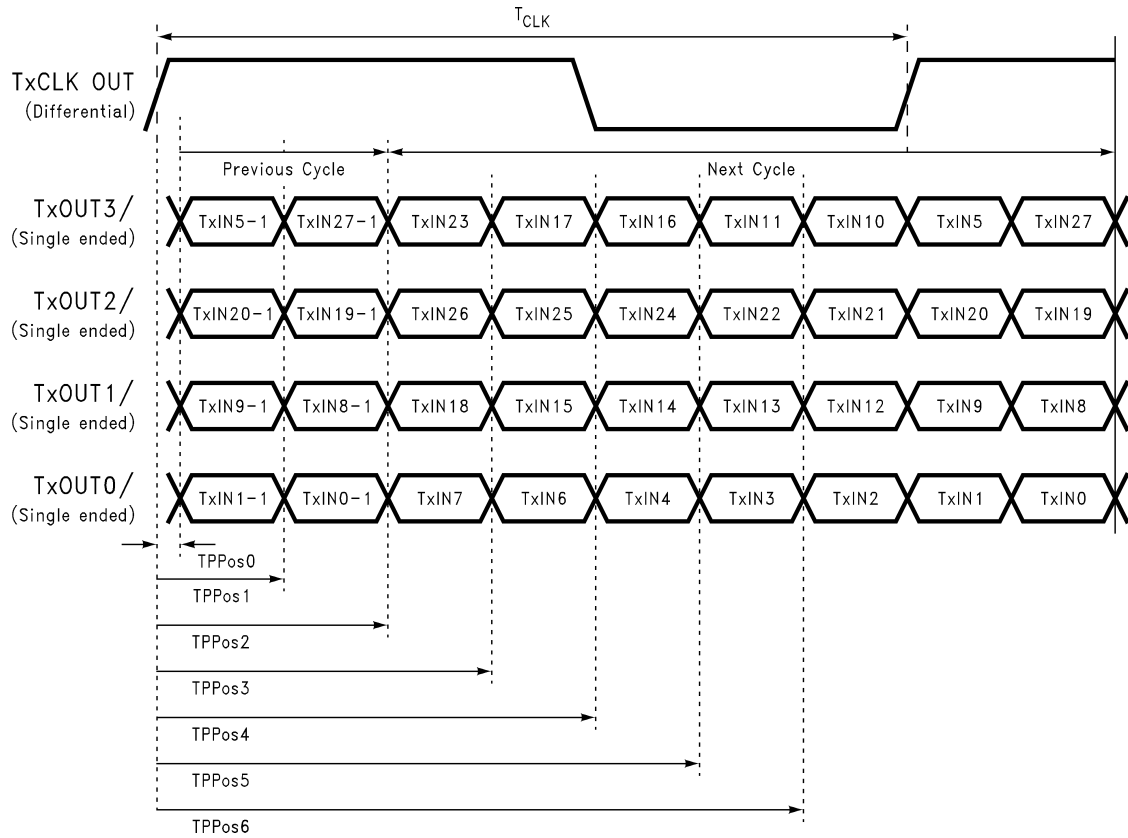 TCLK
TxCLK OUT
(Differential)
Previous Cycle
Next Cycle
TxOUT3/
(Single ended)
TxIN5-1 TxIN27-1 TxIN23 TxIN17 TxIN16 TxIN11 TxIN10 TxIN5 TxIN27
TxOUT2/
(Single ended)
TxIN20-1 TxIN19-1 TxIN26 TxIN25 TxIN24 TxIN22 TxIN21 TxIN20 TxIN19
TxOUT1/
(Single ended)
TxIN9-1 TxIN8-1 TxIN18 TxIN15 TxIN14 TxIN13 TxIN12 TxIN9 TxIN8
TxOUT0/
(Single ended)
TxIN1-1 TxIN0-1 TxIN7 TxIN6 TxIN4 TxIN3 TxIN2 TxIN1 TxIN0
TPPos0
TPPos1
TPPos2
TPPos3
TPPos4
TPPos5
TPPos6